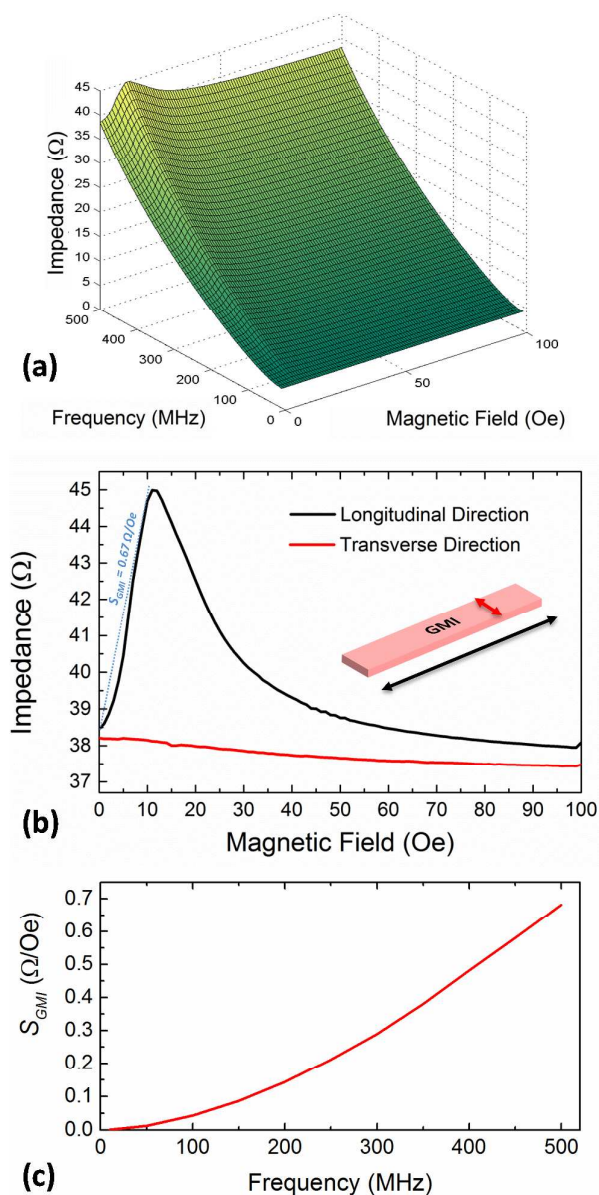 45
40
35
30
25
20
15
10
5
0
Impedance (Ω)
500
400
300
200
100
0
Frequency (MHz)
0
50
100
Magnetic Field (Oe)
(a)
45
44
43
42
41
40
39
38
37
Impedance (Ω)
S_GMI = 0.67 Ω/Oe
Longitudinal Direction
Transverse Direction
GMI
0 10 20 30 40 50 60 70 80 90 100
Magnetic Field (Oe)
(b)
0.7
0.6
0.5
0.4
0.3
0.2
0.1
0.0
S_GMI (Ω/Oe)
0 100 200 300 400 500
Frequency (MHz)
(c)